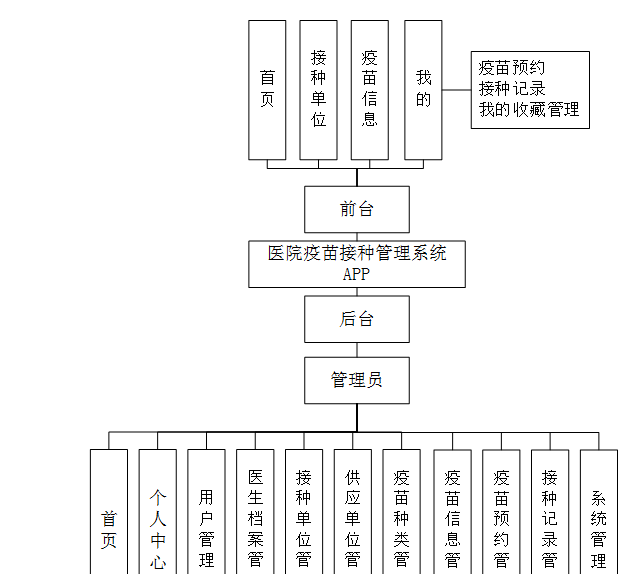 首页
接种单位
疫苗信息
我的
疫苗预约
接种记录
我的收藏管理
前台
医院疫苗接种管理系统
APP
后台
管理员
首页
个人中心
用户管理
医生档案管
接种单位管
供应单位管
疫苗种类管
疫苗信息管
疫苗预约管
接种记录管
系统管理